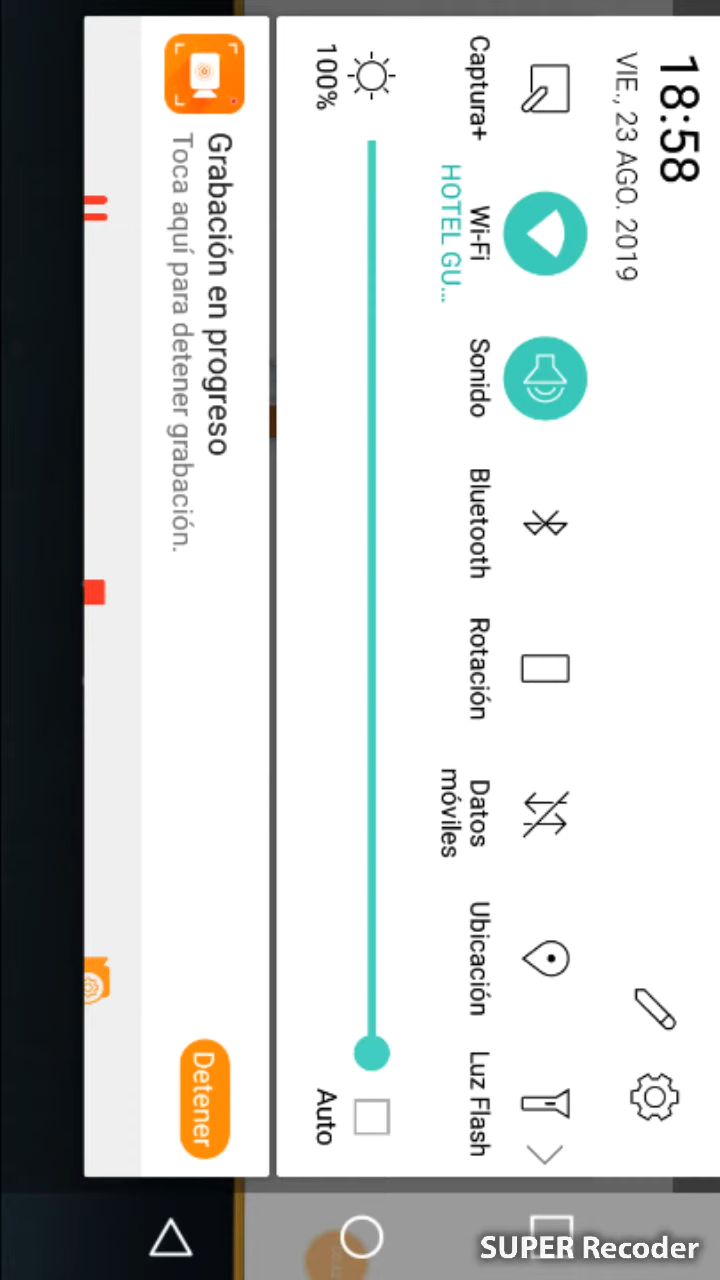 18:58
VIE., 23 AGO. 2019
Captura+
Wi-Fi
HOTEL GU...
Sonido
Bluetooth
Rotación
Datos
móviles
Ubicación
Luz Flash
100%
Auto
Grabación en progreso
Toca aquí para detener grabación.
Detener
SUPER Recoder